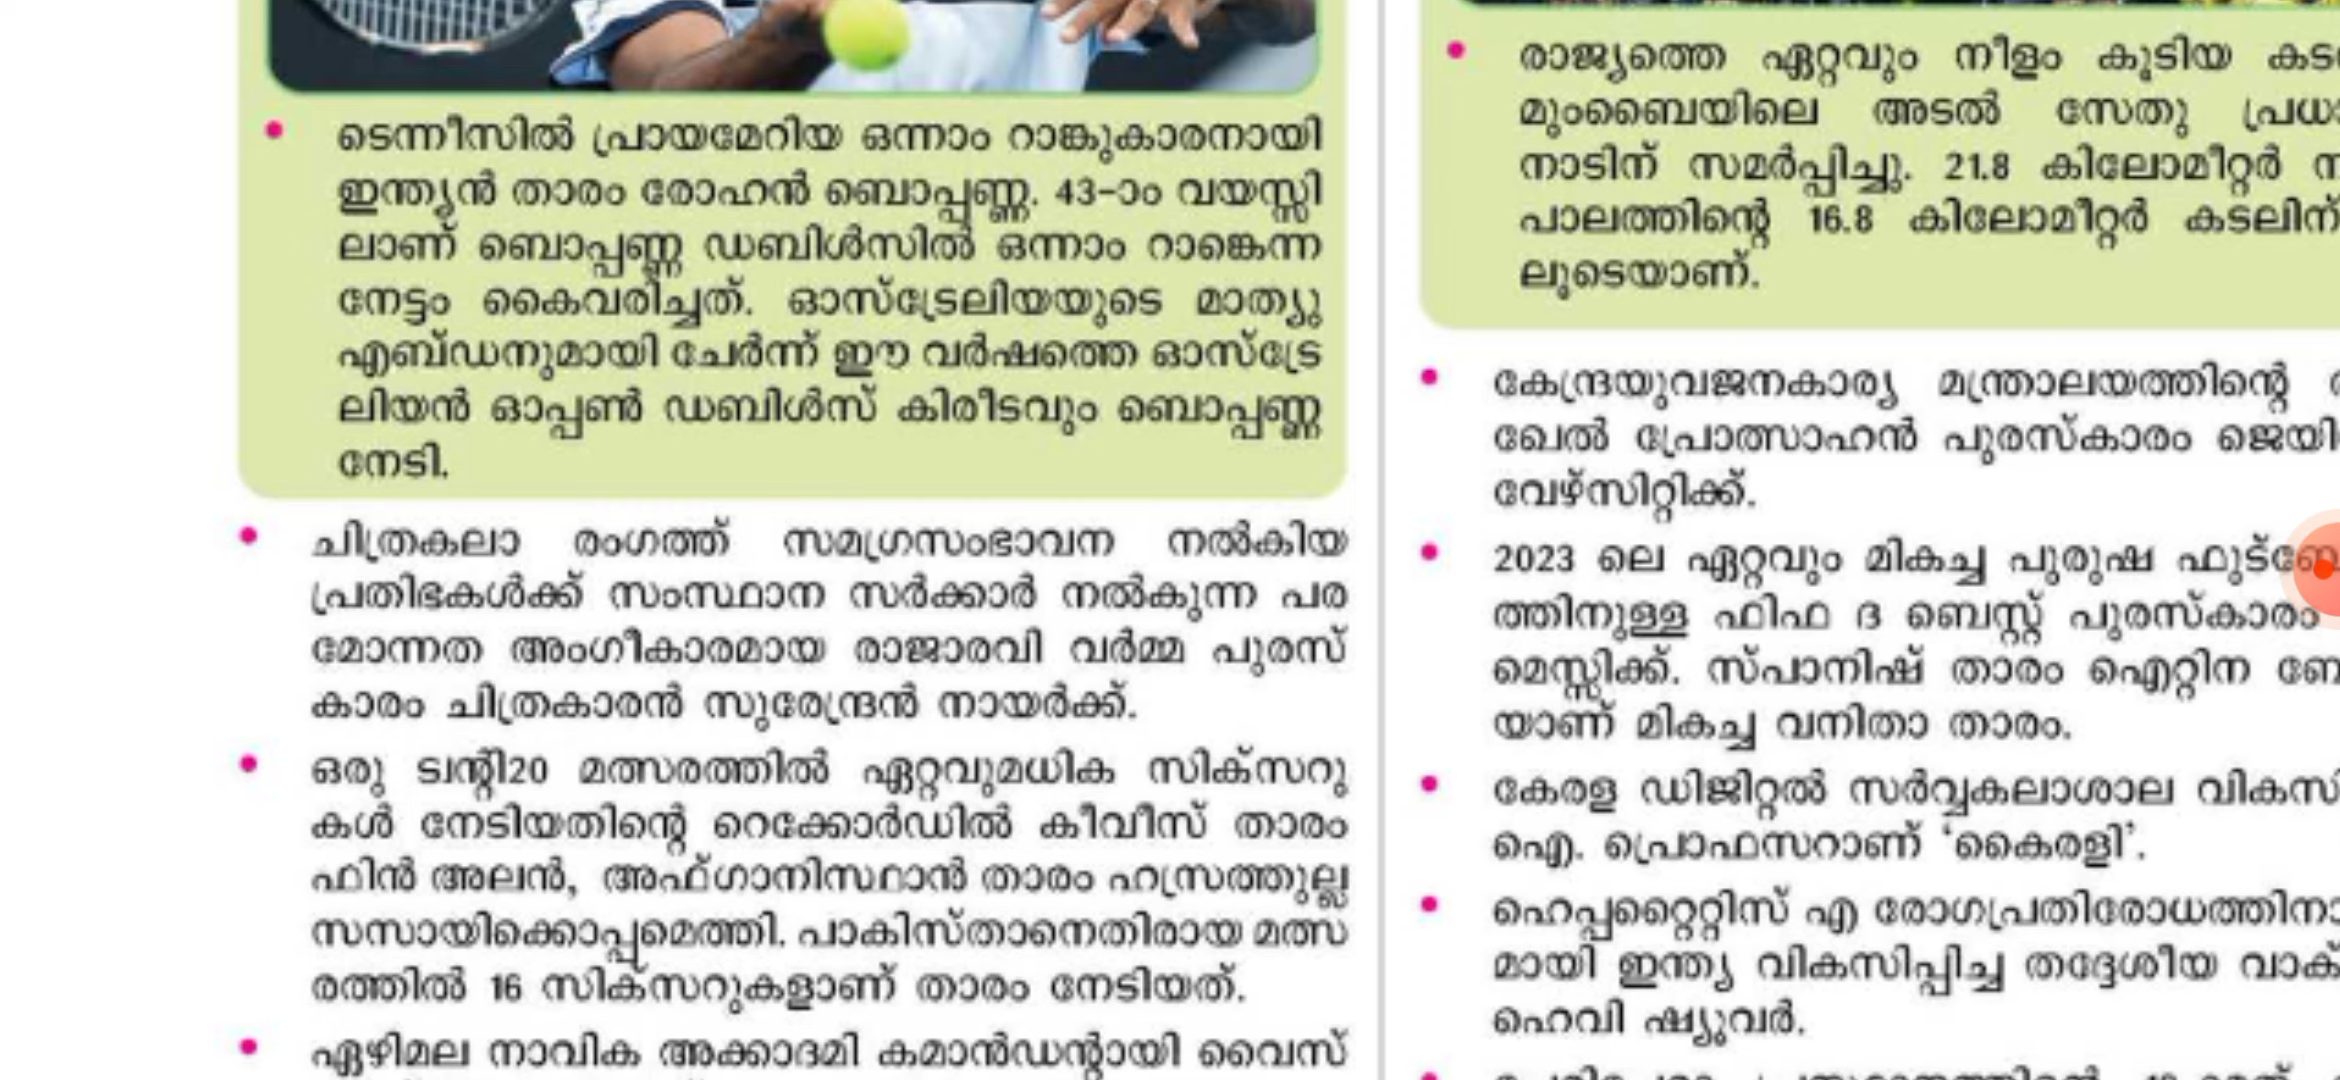 ടെന്നീസിൽ പ്രായമേറിയ ഒന്നാം റാങ്കുകാരനായി
ഇന്ത്യൻ താരം രോഹൻ ബൊപ്പണ്ണ. 43-ാം വയസ്സി
ലാണ് ബൊപ്പണ്ണ ഡബിൾസിൽ ഒന്നാം റാങ്കെന്ന
നേട്ടം കൈവരിച്ചത്. ഓസ്ട്രേലിയയുടെ മാത്യു
എബ്ഡനുമായി ചേർന്ന് ഈ വർഷത്തെ ഓസ്ട്രേ
ലിയൻ ഓപ്പൺ ഡബിൾസ് കിരീടവും ബൊപ്പണ്ണ
നേടി.
ചിത്രകലാ രംഗത്ത് സമഗ്രസംഭാവന നൽകിയ
പ്രതിഭകൾക്ക് സംസ്ഥാന സർക്കാർ നൽകുന്ന പര
മോന്നത അംഗീകാരമായ രാജാരവി വർമ്മ പുരസ്
കാരം ചിത്രകാരൻ സുരേന്ദ്രൻ നായർക്ക്.
ഒരു ട്വന്റി20 മത്സരത്തിൽ ഏറ്റവുമധിക സിക്സറു
കൾ നേടിയതിന്റെ റെക്കോർഡിൽ കീവീസ് താരം
ഫിൻ അലൻ, അഫ്ഗാനിസ്ഥാൻ താരം ഹസ്രത്തുല്ല
സസായിക്കൊപ്പമെത്തി. പാകിസ്താനെതിരായ മത്സ
രത്തിൽ 16 സിക്സറുകളാണ് താരം നേടിയത്.
ഏഴിമല നാവിക അക്കാദമി കമാൻഡന്റായി വൈസ്
രാജ്യത്തെ ഏറ്റവും നീളം കൂടിയ
മുംബൈയിലെ അടൽ സേതു
നാടിന് സമർപ്പിച്ചു. 21.8 കിലോമീറ്റർ
പാലത്തിന്റെ 16.8 കിലോമീറ്റർ കടലിന്
ലൂടെയാണ്.
കേന്ദ്രയുവജനകാര്യ മന്ത്രാലയത്തിന്റെ
ഖേൽ പ്രോത്സാഹൻ പുരസ്കാരം
വേഴ്സിറ്റിക്ക്.
2023 ലെ ഏറ്റവും മികച്ച പുരുഷ
ത്തിനുള്ള ഫിഫ ദ ബെസ്റ്റ് പുരസ്കാരം
മെസ്സിക്ക്. സ്പാനിഷ് താരം ഐറ്റിന
യാണ് മികച്ച വനിതാ താരം.
കേരള ഡിജിറ്റൽ സർവ്വകലാശാല
ഐ. പ്രൊഫസറാണ് 'കൈരളി'.
ഹെപ്പറ്റൈറ്റിസ് എ
മായി ഇന്ത്യ വികസിപ്പിച്ച തദ്ദേശീയ
ഹെവി ഷ്യുവർ.